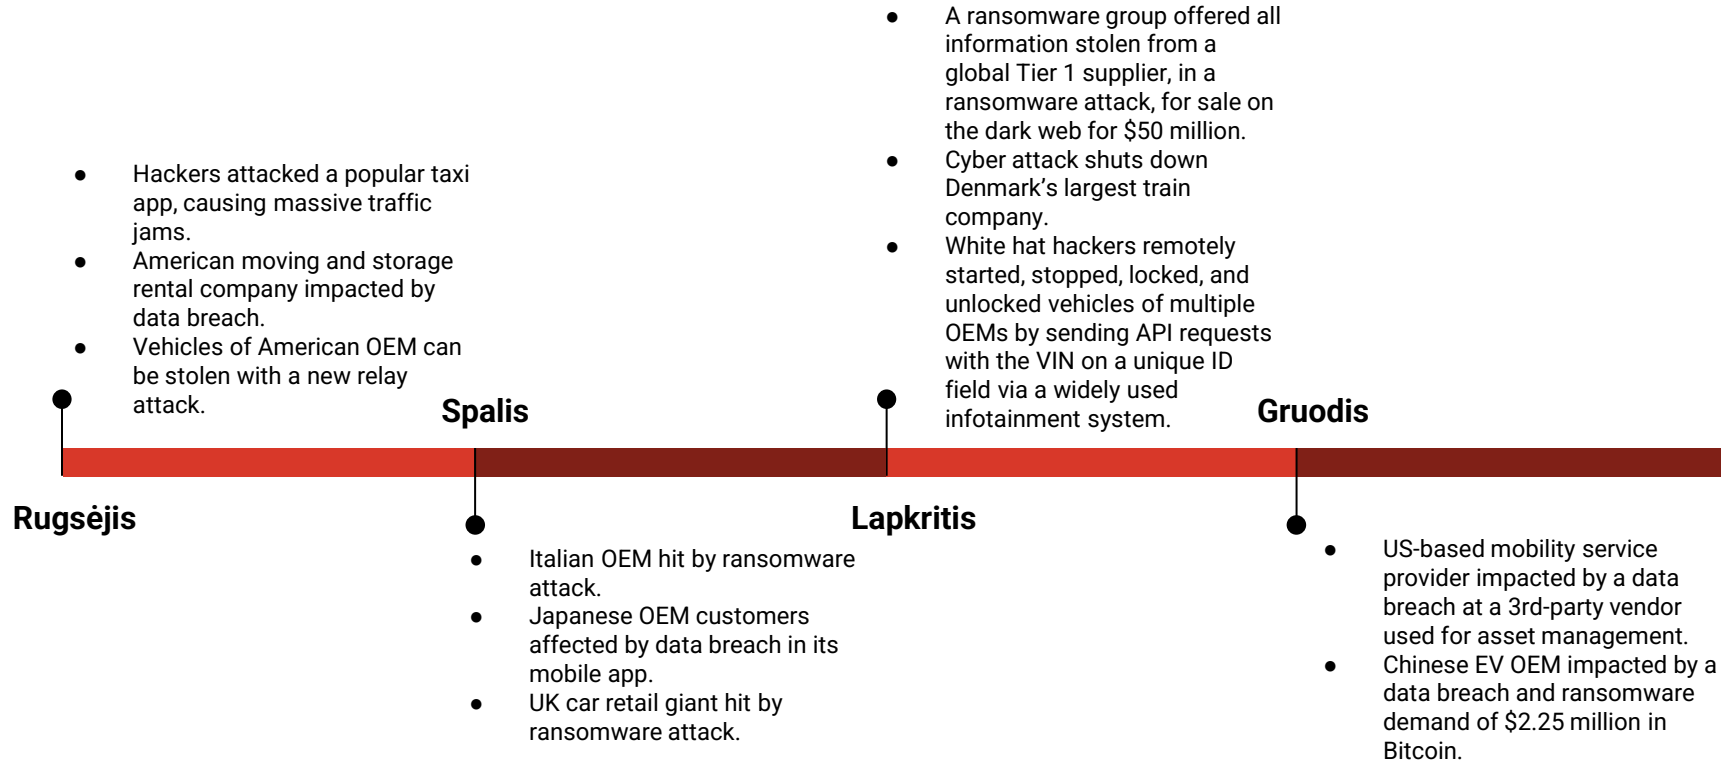 ● A ransomware group offered all
information stolen from a
global Tier 1 supplier, in a
ransomware attack, for sale on
the dark web for $50 million.
● Cyber attack shuts down
Denmark’s largest train
company.
● White hat hackers remotely
started, stopped, locked, and
unlocked vehicles of multiple
OEMs by sending API requests
with the VIN on a unique ID
field via a widely used
infotainment system.
● Hackers attacked a popular taxi
app, causing massive traffic
jams.
● American moving and storage
rental company impacted by
data breach.
● Vehicles of American OEM can
be stolen with a new relay
attack.
Spalis
Gruodis
Rugsėjis
Lapkritis
● Italian OEM hit by ransomware
attack.
● Japanese OEM customers
affected by data breach in its
mobile app.
● UK car retail giant hit by
ransomware attack.
● US-based mobility service
provider impacted by a data
breach at a 3rd-party vendor
used for asset management.
● Chinese EV OEM impacted by a
data breach and ransomware
demand of $2.25 million in
Bitcoin.